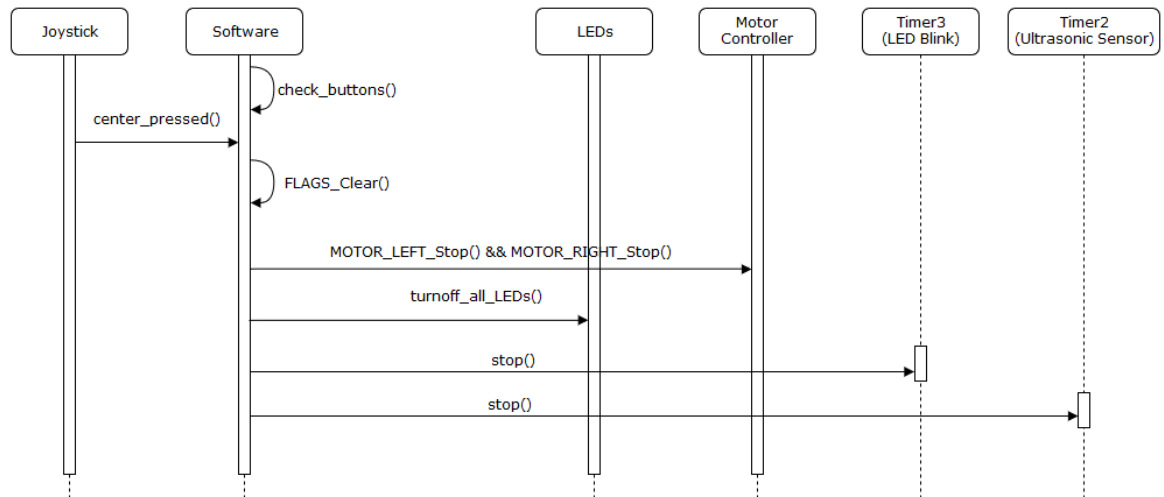 Joystick
Software
LEDs
Motor
Controller
Timer3
(LED Blink)
Timer2
(Ultrasonic Sensor)
check_buttons()
center_pressed()
FLAGS_Clear()
MOTOR_LEFT_Stop() && MOTOR_RIGHT_Stop()
turnoff_all_LEDs()
stop()
stop()